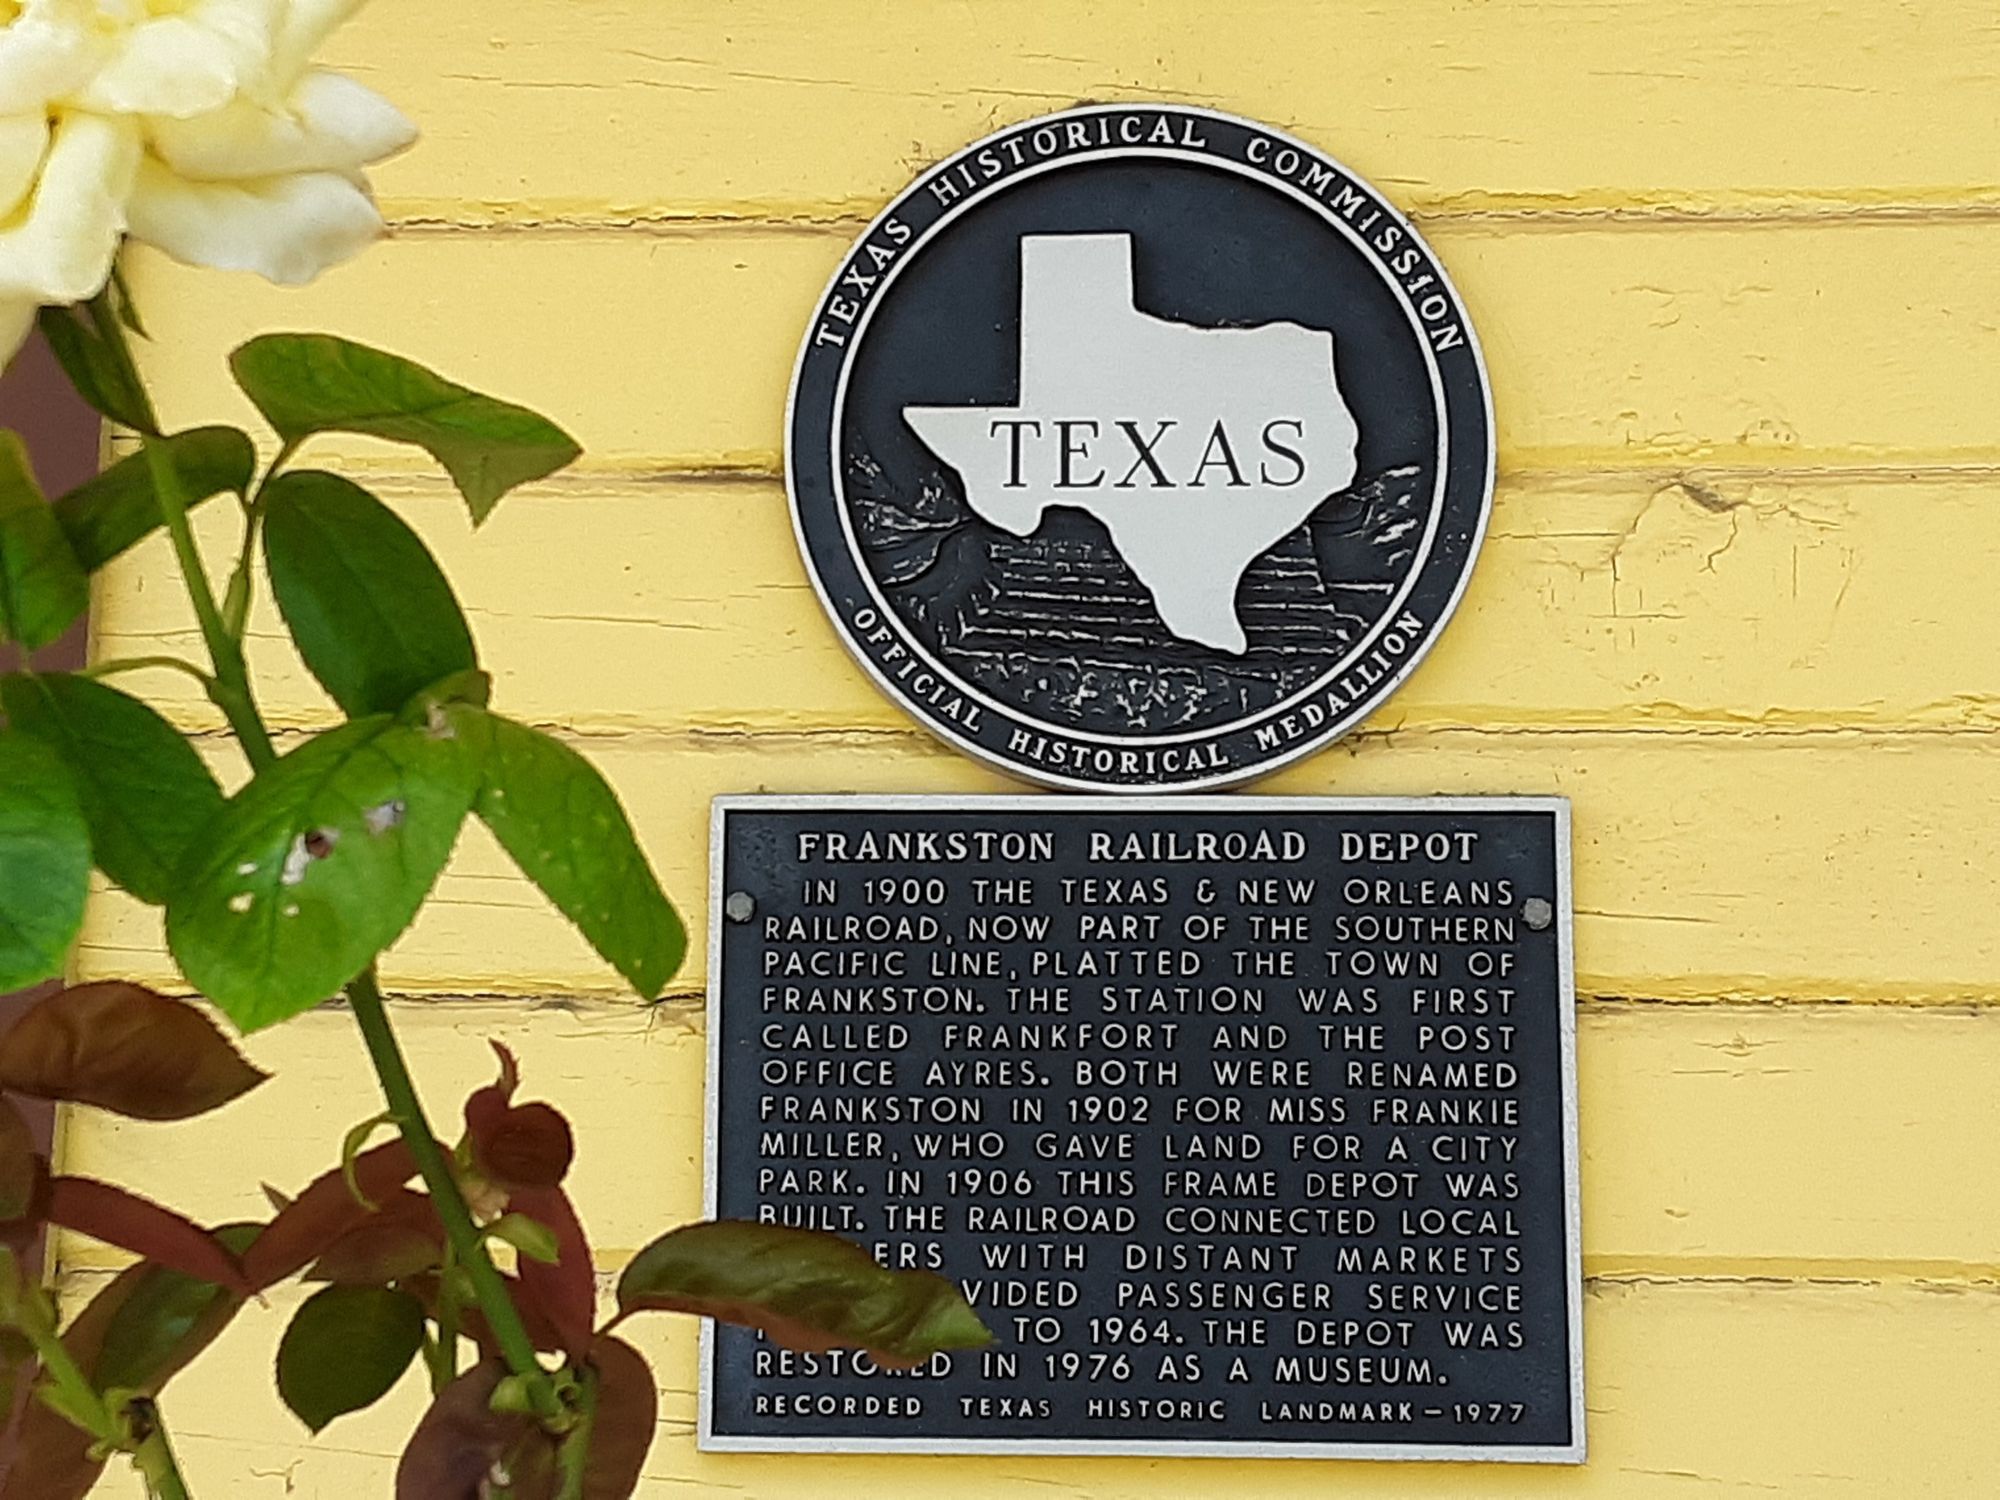 TEXAS HISTORICAL COMMISSION
TEXAS
OFFICIAL HISTORICAL MEDALLION
FRANKSTON RAILROAD DEPOT
IN 1900 THE TEXAS & NEW ORLEANS
RAILROAD, NOW PART OF THE SOUTHERN
PACIFIC LINE, PLATTED THE TOWN OF
FRANKSTON. THE STATION WAS FIRST
CALLED FRANKFORT AND THE POST
OFFICE AYRES. BOTH WERE RENAMED
FRANKSTON IN 1902 FOR MISS FRANKIE
MILLER, WHO GAVE LAND FOR A CITY
PARK. IN 1906 THIS FRAME DEPOT WAS
BUILT. THE RAILROAD CONNECTED LOCAL
WITH DISTANT MARKETS
PASSENGER SERVICE
TO 1964. THE DEPOT WAS
RESTORED IN 1976 AS A MUSEUM.
RECORDED TEXAS HISTORIC LANDMARK - 1977